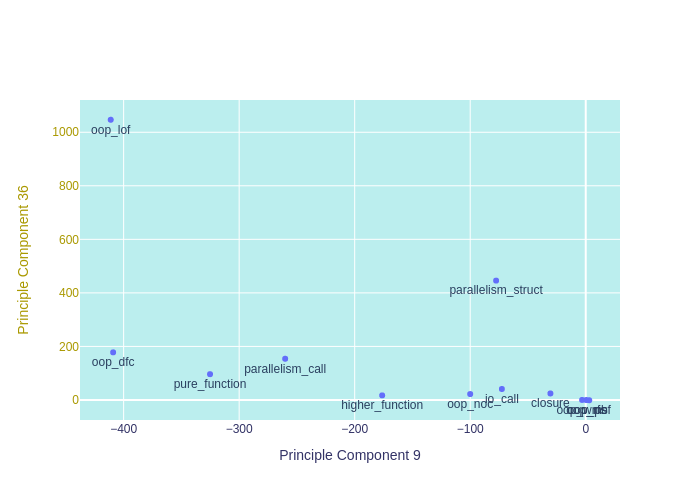 1000
800
600
400
200
0
Principle Component 36
oop_lof
parallelism_struct
oop_dfc
parallelism_call
pure_function
higher_function
oop_noc
io_call
closure
−400
−300
−200
−100
0
Principle Component 9